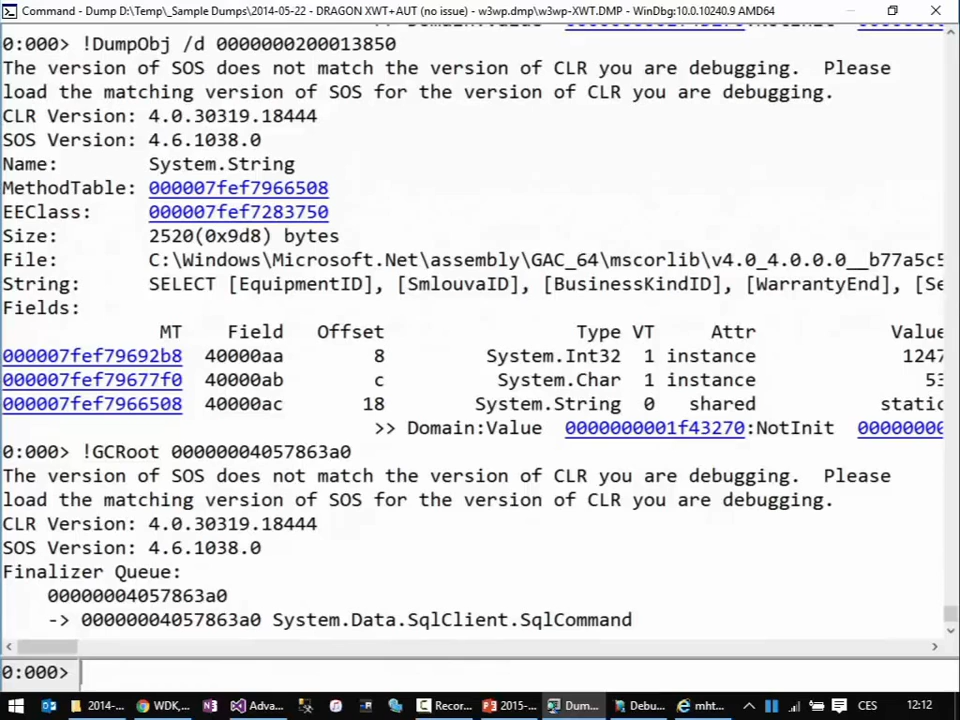 Command - Dump D:\Temp\_Sample Dumps\2014-05-22 - DRAGON XWT+AUT (no issue) - w3wp.dmp\w3wp-XWT.DMP - WinDbg:10.0.10240.9 AMD64
0:000> !DumpObj /d 0000000200013850
The version of SOS does not match the version of CLR you are debugging.  Please
load the matching version of SOS for the version of CLR you are debugging.
CLR Version: 4.0.30319.18444
SOS Version: 4.6.1038.0
Name:        System.String
MethodTable: 000007fef7966508
EEClass:     000007fef7283750
Size:        2520(0x9d8) bytes
File:        C:\Windows\Microsoft.Net\assembly\GAC_64\mscorlib\v4.0_4.0.0.0__b77a5c5
String:      SELECT [EquipmentID], [SmlouvaID], [BusinessKindID], [WarrantyEnd], [Se
Fields:
MT    Field   Offset                 Type VT     Attr            Value
000007fef79692b8  40000aa        8         System.Int32  1 instance             1247
000007fef79677f0  40000ab        c          System.Char  1 instance               53
000007fef7966508  40000ac       18        System.String  0   shared           static
>> Domain:Value  0000000001f43270:NotInit  00000000
0:000> !GCRoot 00000004057863a0
The version of SOS does not match the version of CLR you are debugging.  Please
load the matching version of SOS for the version of CLR you are debugging.
CLR Version: 4.0.30319.18444
SOS Version: 4.6.1038.0
Finalizer Queue:
00000004057863a0
-> 00000004057863a0 System.Data.SqlClient.SqlCommand
0:000>
2014-... WDK,... Adva... Recor... 2015-... Dum... Debu... mht... CES 12:12